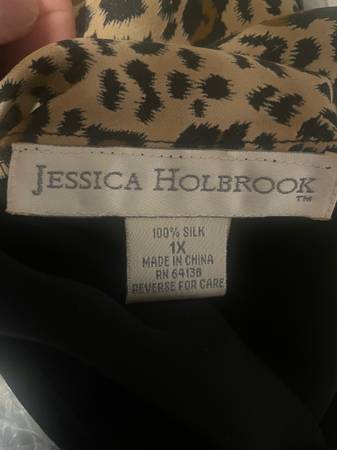 JESSICA HOLBROOK
TM
100% SILK
1X
MADE IN CHINA
RN 64138
REVERSE FOR CARE